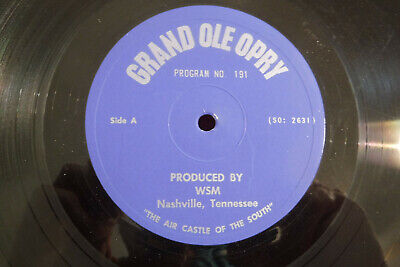 GRAND OLE OPRY
PROGRAM NO. 191
Side A
(SO: 2631)
PRODUCED BY
WSM
Nashville, Tennessee
"THE AIR CASTLE OF THE SOUTH"